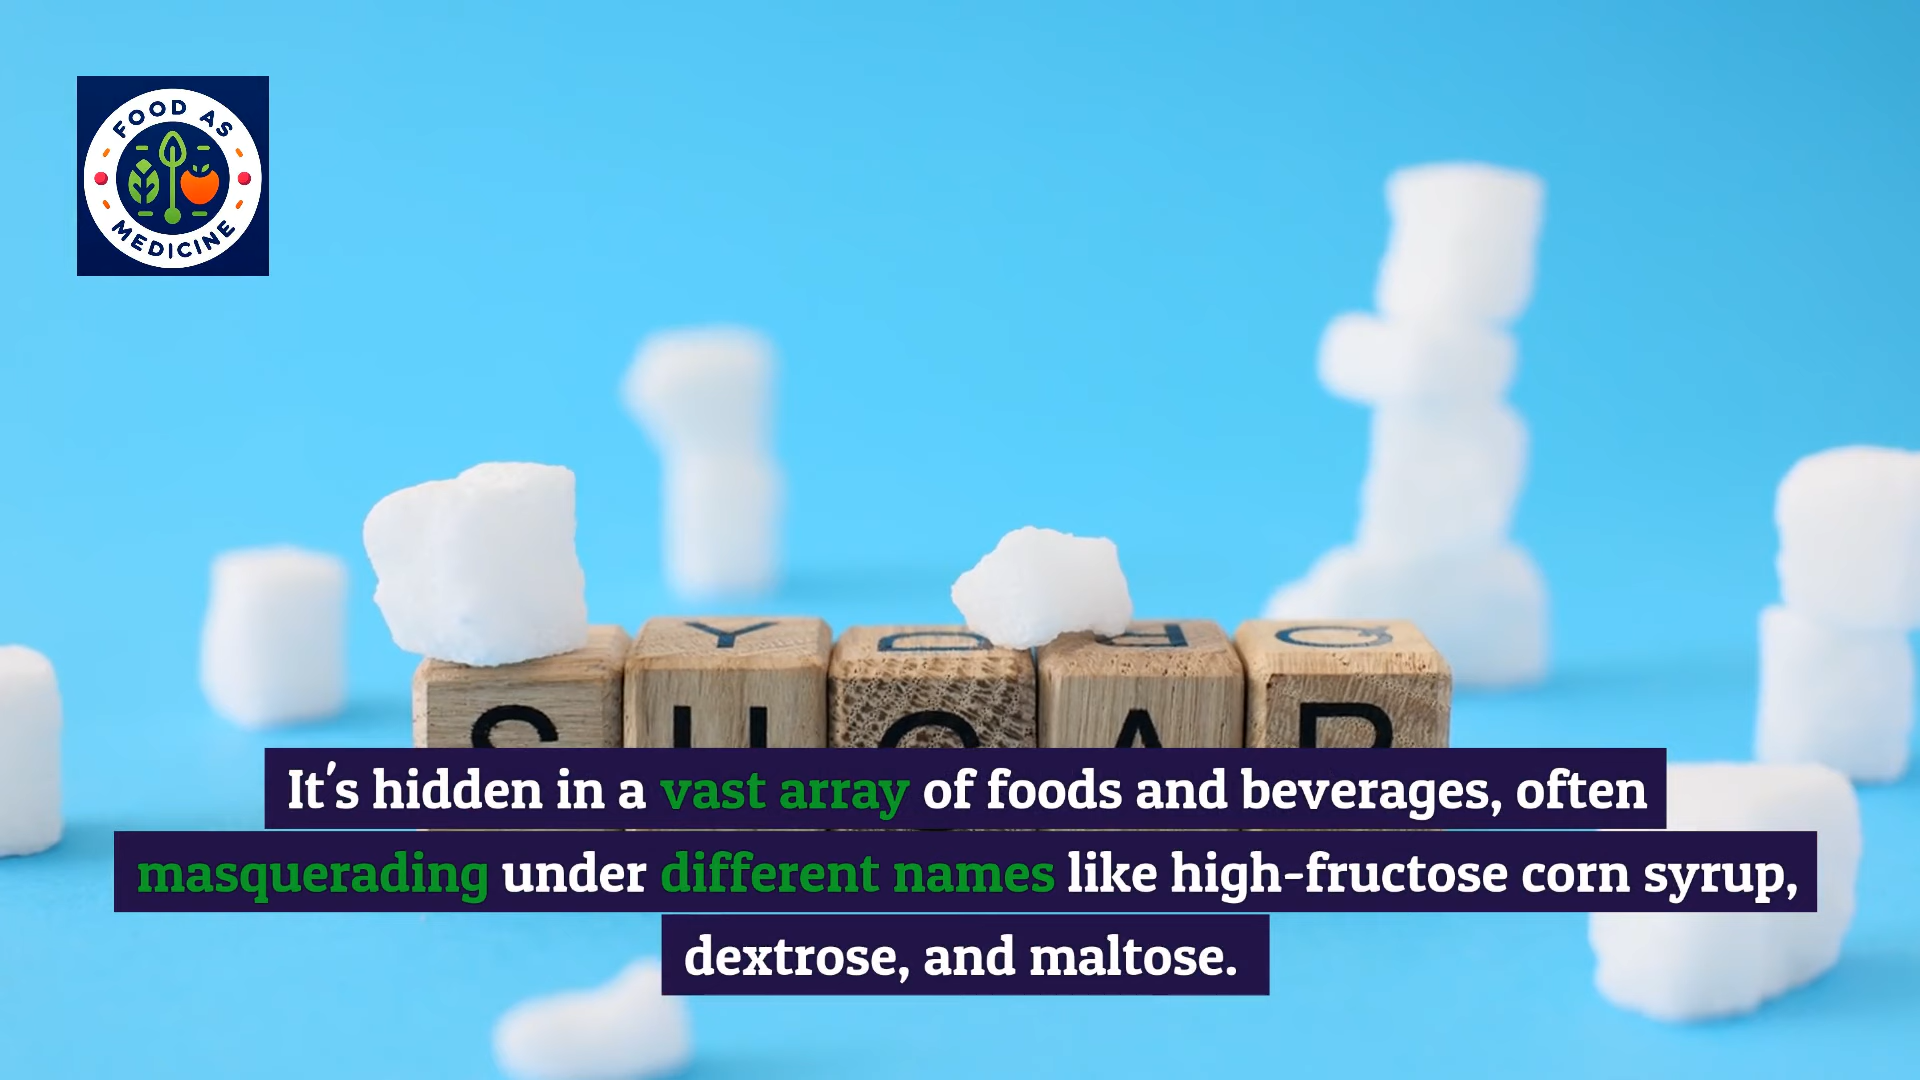 FOOD AS
MEDICINE
Y D R Q
SUGAR
It's hidden in a vast array of foods and beverages, often
masquerading under different names like high-fructose corn syrup,
dextrose, and maltose.